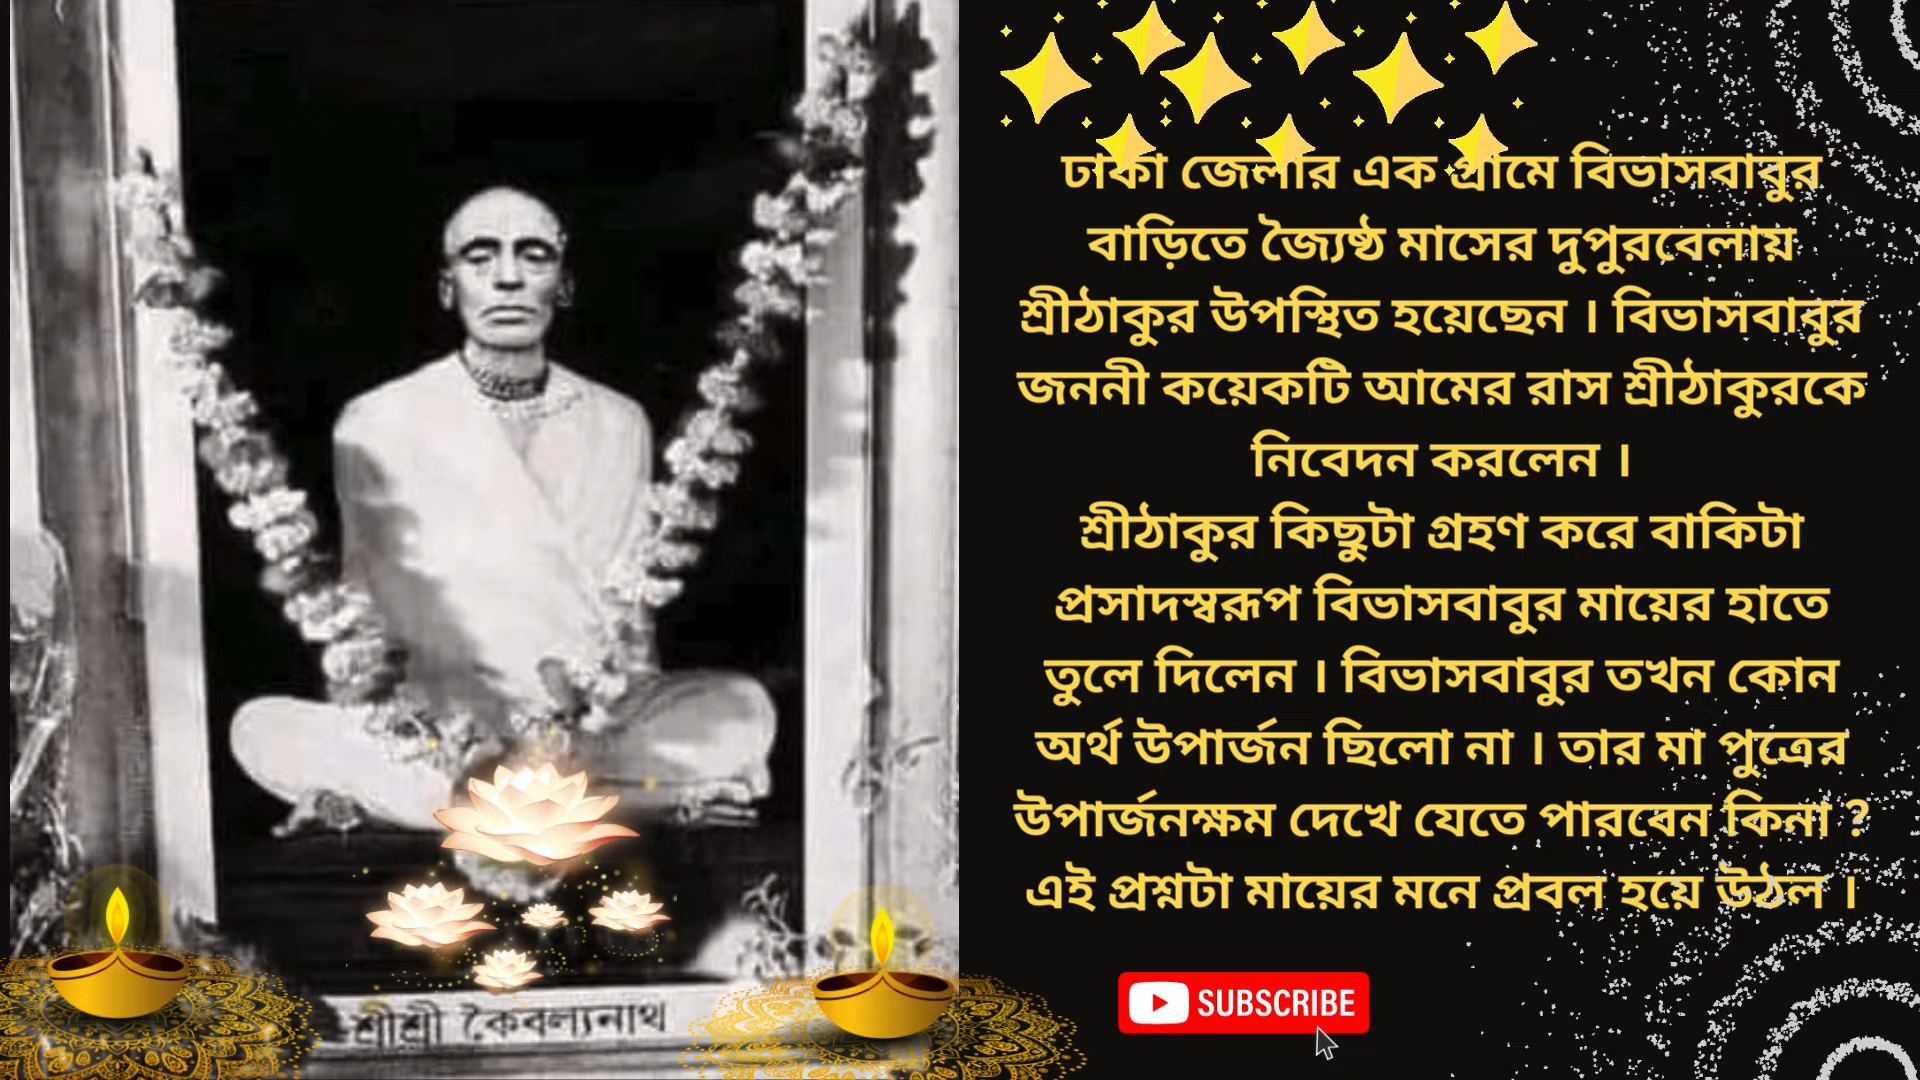 ঢাকা জেলার এক গ্রামে বিভাসবাবুর
বাড়িতে জ্যৈষ্ঠ মাসের দুপুরবেলায়
শ্রীঠাকুর উপস্থিত হয়েছেন । বিভাসবাবুর
জননী কয়েকটি আমের রাস শ্রীঠাকুরকে
নিবেদন করলেন ।
শ্রীঠাকুর কিছুটা গ্রহণ করে বাকিটা
প্রসাদস্বরূপ বিভাসবাবুর মায়ের হাতে
তুলে দিলেন । বিভাসবাবুর তখন কোন
অর্থ উপার্জন ছিলো না । তার মা পুত্রের
উপার্জনক্ষম দেখে যেতে পারবেন কিনা ?
এই প্রশ্নটা মায়ের মনে প্রবল হয়ে উঠল ।
SUBSCRIBE
শ্রীশ্রী কৈবল্যনাথ